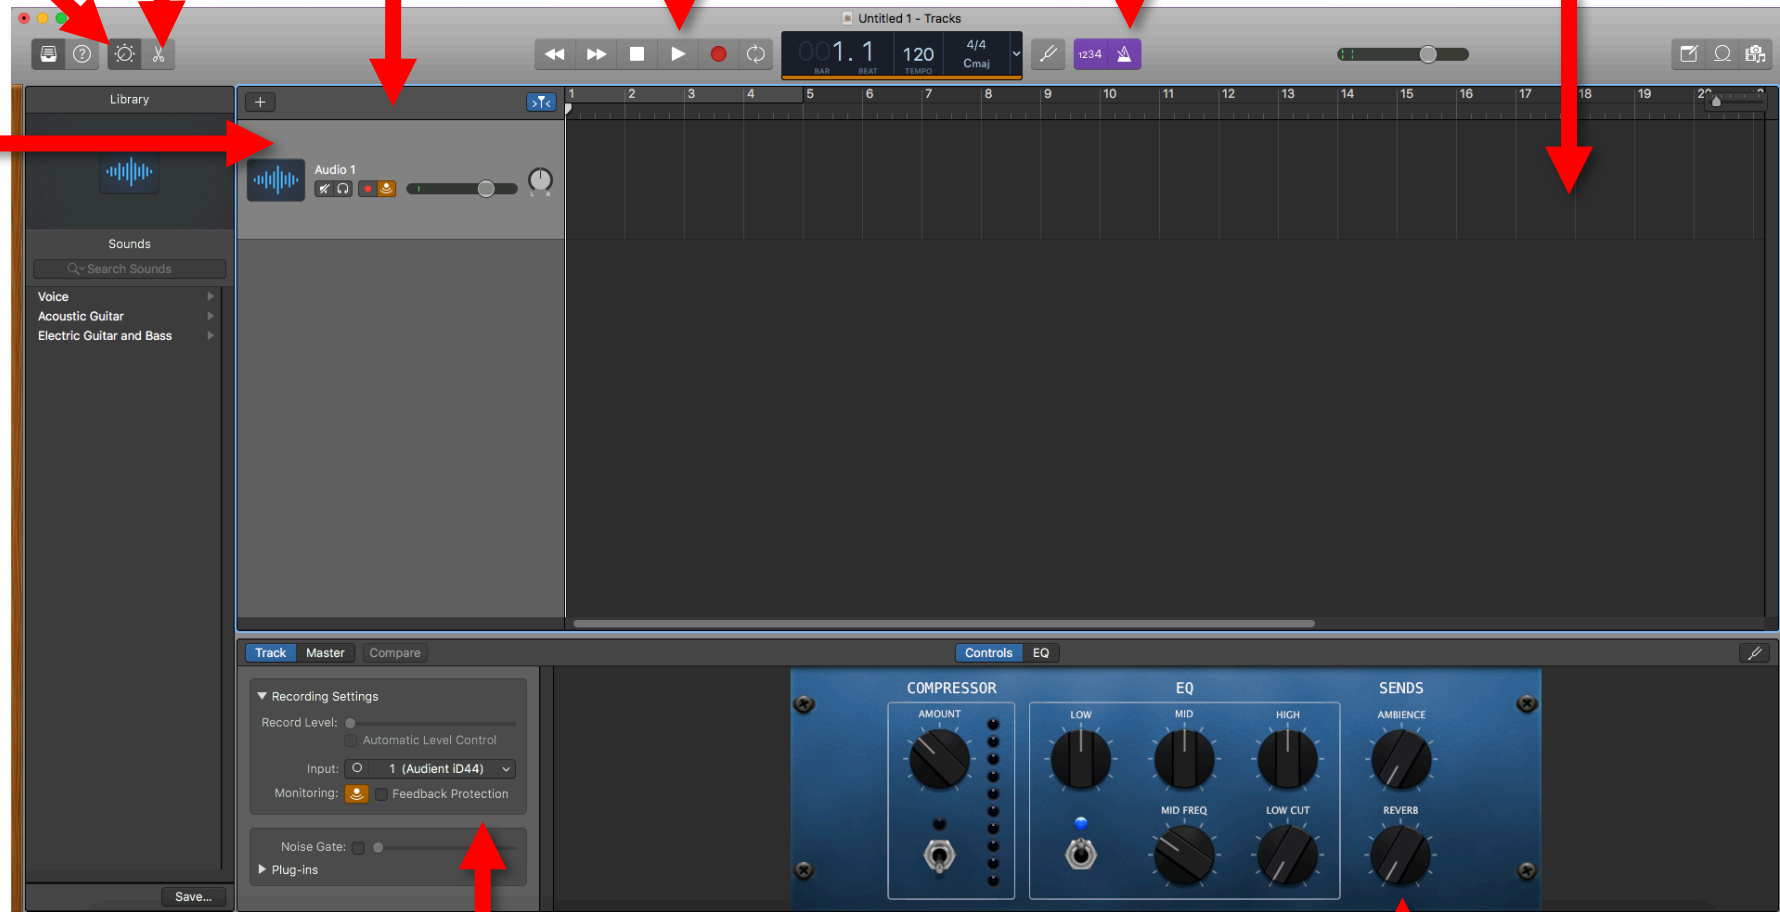 Untitled 1 - Tracks
1234
001. 1
BAR BEAT
120
TEMPO
4/4
Cmaj
Library
1 2 3 4 5 6 7 8 9 10 11 12 13 14 15 16 17 18 19
Audio 1
L R
Sounds
Search Sounds
Voice
Acoustic Guitar
Electric Guitar and Bass
Save...
Track Master Compare
Controls EQ
Recording Settings
Record Level:
Automatic Level Control
Input: 1 (Audient iD44)
Monitoring: Feedback Protection
Noise Gate:
Plug-ins
COMPRESSOR EQ SENDS
AMOUNT LOW MID HIGH AMBIENCE
MID FREQ LOW CUT REVERB